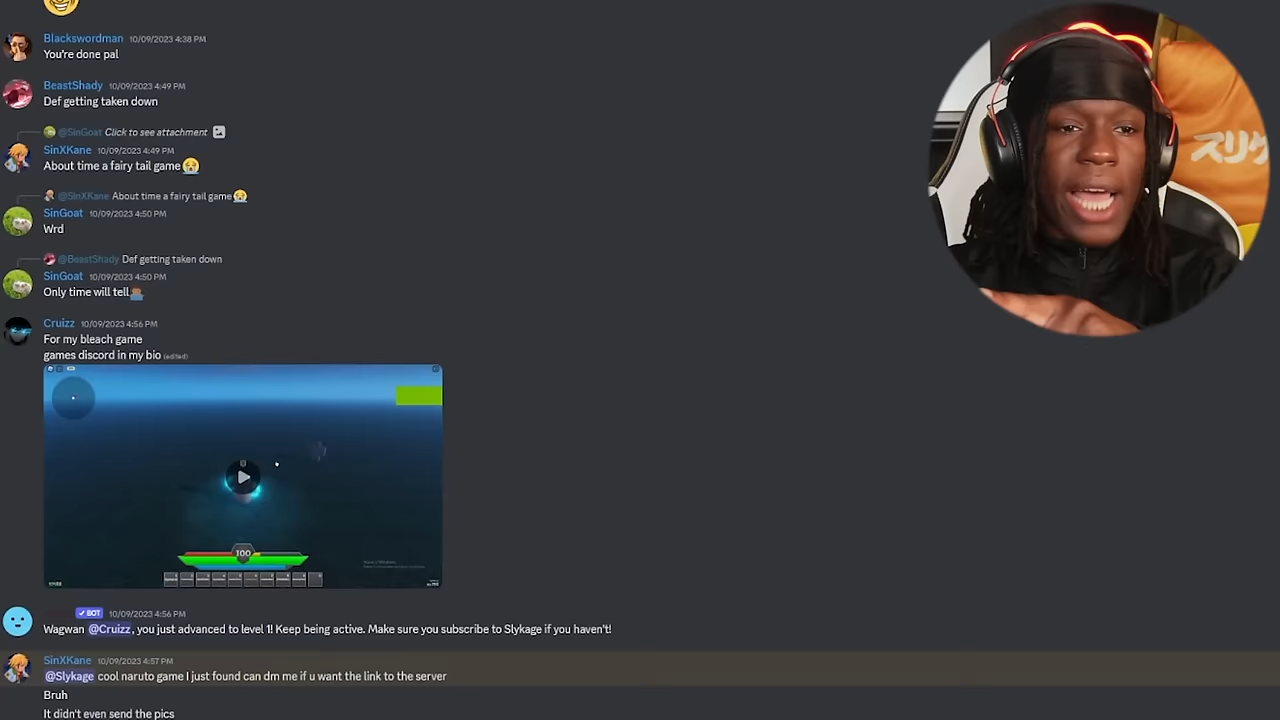 Blackswordman 10/09/2023 4:38 PM
You're done pal
BeastShady 10/09/2023 4:49 PM
Def getting taken down
@SinGoat Click to see attachment
SinXKane 10/09/2023 4:49 PM
About time a fairy tail game
@SinXKane About time a fairy tail game
SinGoat 10/09/2023 4:50 PM
Wrd
@BeastShady Def getting taken down
SinGoat 10/09/2023 4:50 PM
Only time will tell
Cruizz 10/09/2023 4:56 PM
For my bleach game
games discord in my bio (edited)
100
BOT 10/09/2023 4:56 PM
Wagwan @Cruizz, you just advanced to level 1! Keep being active. Make sure you subscribe to Slykage if you haven't!
SinXKane 10/09/2023 4:57 PM
@Slykage cool naruto game I just found can dm me if u want the link to the server
Bruh
It didn't even send the pics
スリ